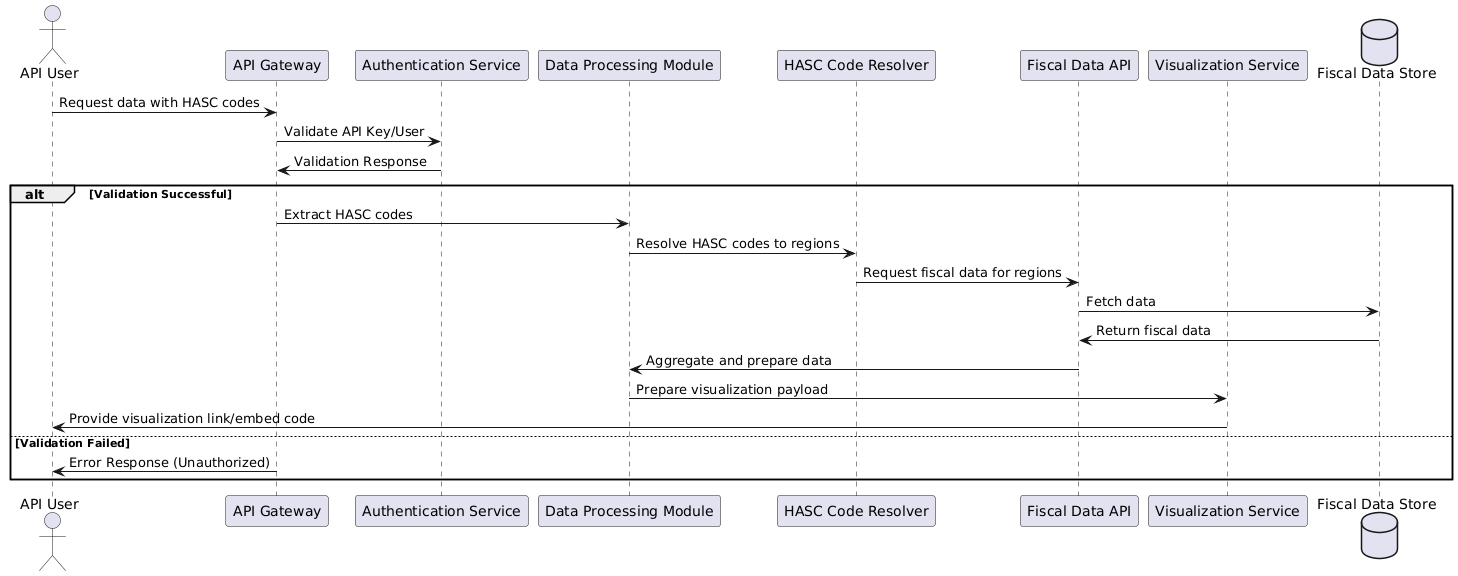 API User
API Gateway
Authentication Service
Data Processing Module
HASC Code Resolver
Fiscal Data API
Visualization Service
Fiscal Data Store
Request data with HASC codes
Validate API Key/User
Validation Response
alt [Validation Successful]
Extract HASC codes
Resolve HASC codes to regions
Request fiscal data for regions
Fetch data
Return fiscal data
Aggregate and prepare data
Prepare visualization payload
Provide visualization link/embed code
[Validation Failed]
Error Response (Unauthorized)
API User
API Gateway
Authentication Service
Data Processing Module
HASC Code Resolver
Fiscal Data API
Visualization Service
Fiscal Data Store